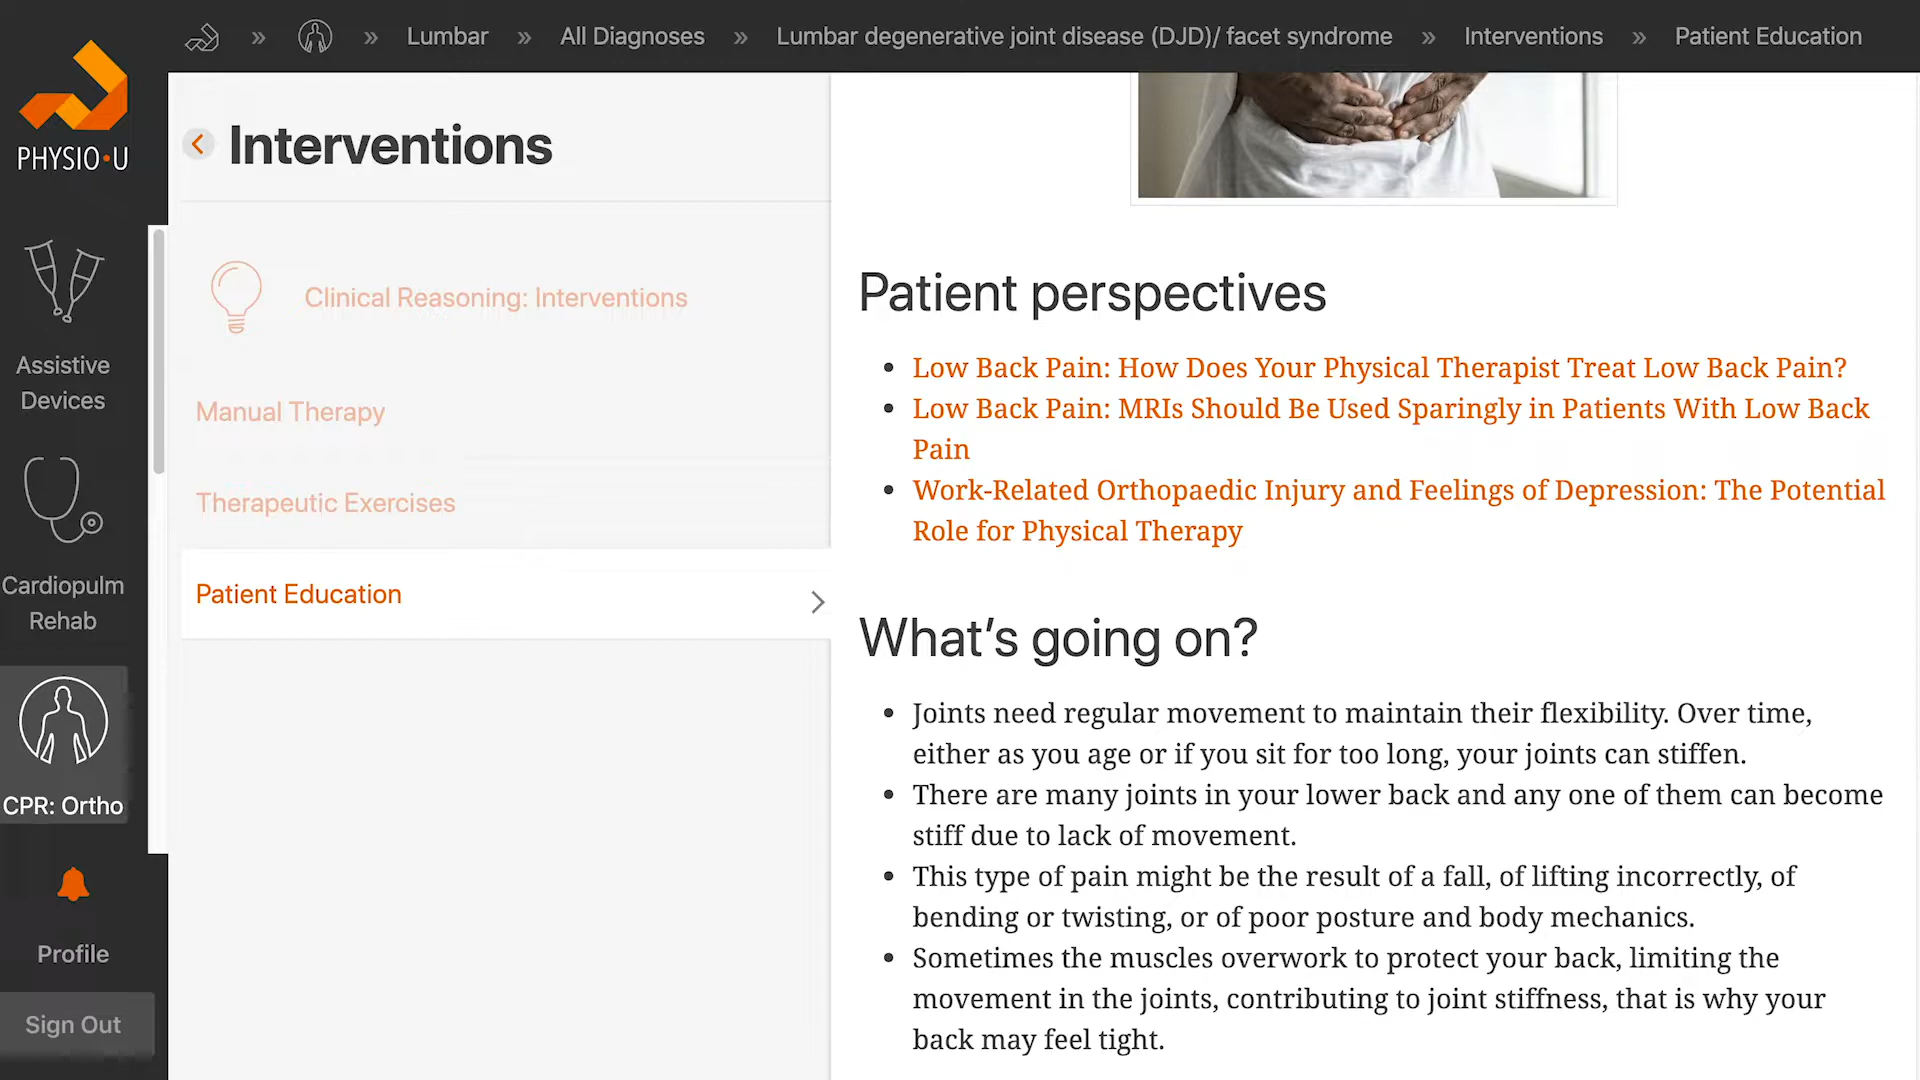 » » Lumbar » All Diagnoses » Lumbar degenerative joint disease (DJD)/ facet syndrome » Interventions » Patient Education
PHYSIO•U
Assistive
Devices
Cardiopulm
Rehab
CPR: Ortho
Profile
Sign Out
Interventions
Clinical Reasoning: Interventions
Manual Therapy
Therapeutic Exercises
Patient Education
Patient perspectives
• Low Back Pain: How Does Your Physical Therapist Treat Low Back Pain?
• Low Back Pain: MRIs Should Be Used Sparingly in Patients With Low Back
Pain
• Work-Related Orthopaedic Injury and Feelings of Depression: The Potential
Role for Physical Therapy
What’s going on?
• Joints need regular movement to maintain their flexibility. Over time,
either as you age or if you sit for too long, your joints can stiffen.
• There are many joints in your lower back and any one of them can become
stiff due to lack of movement.
• This type of pain might be the result of a fall, of lifting incorrectly, of
bending or twisting, or of poor posture and body mechanics.
• Sometimes the muscles overwork to protect your back, limiting the
movement in the joints, contributing to joint stiffness, that is why your
back may feel tight.